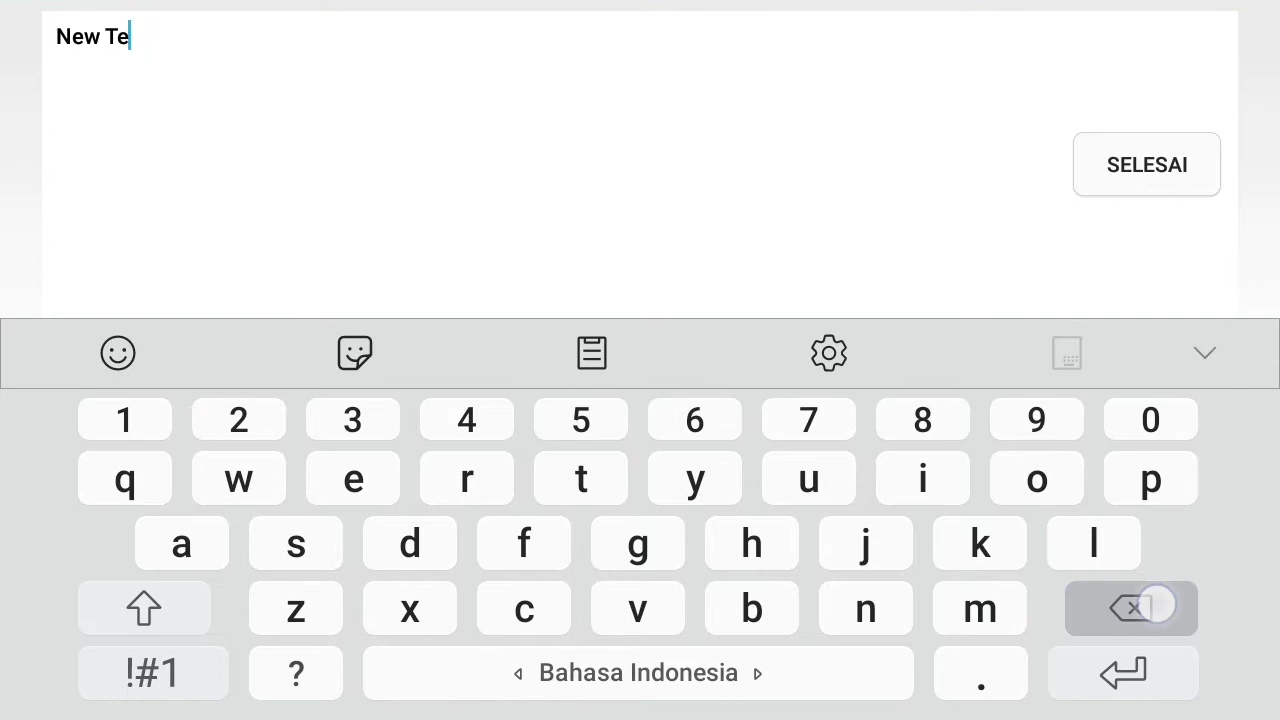 New Te
SELESAI
1 2 3 4 5 6 7 8 9 0
q w e r t y u i o p
a s d f g h j k l
z x c v b n m
!#1 ? Bahasa Indonesia .